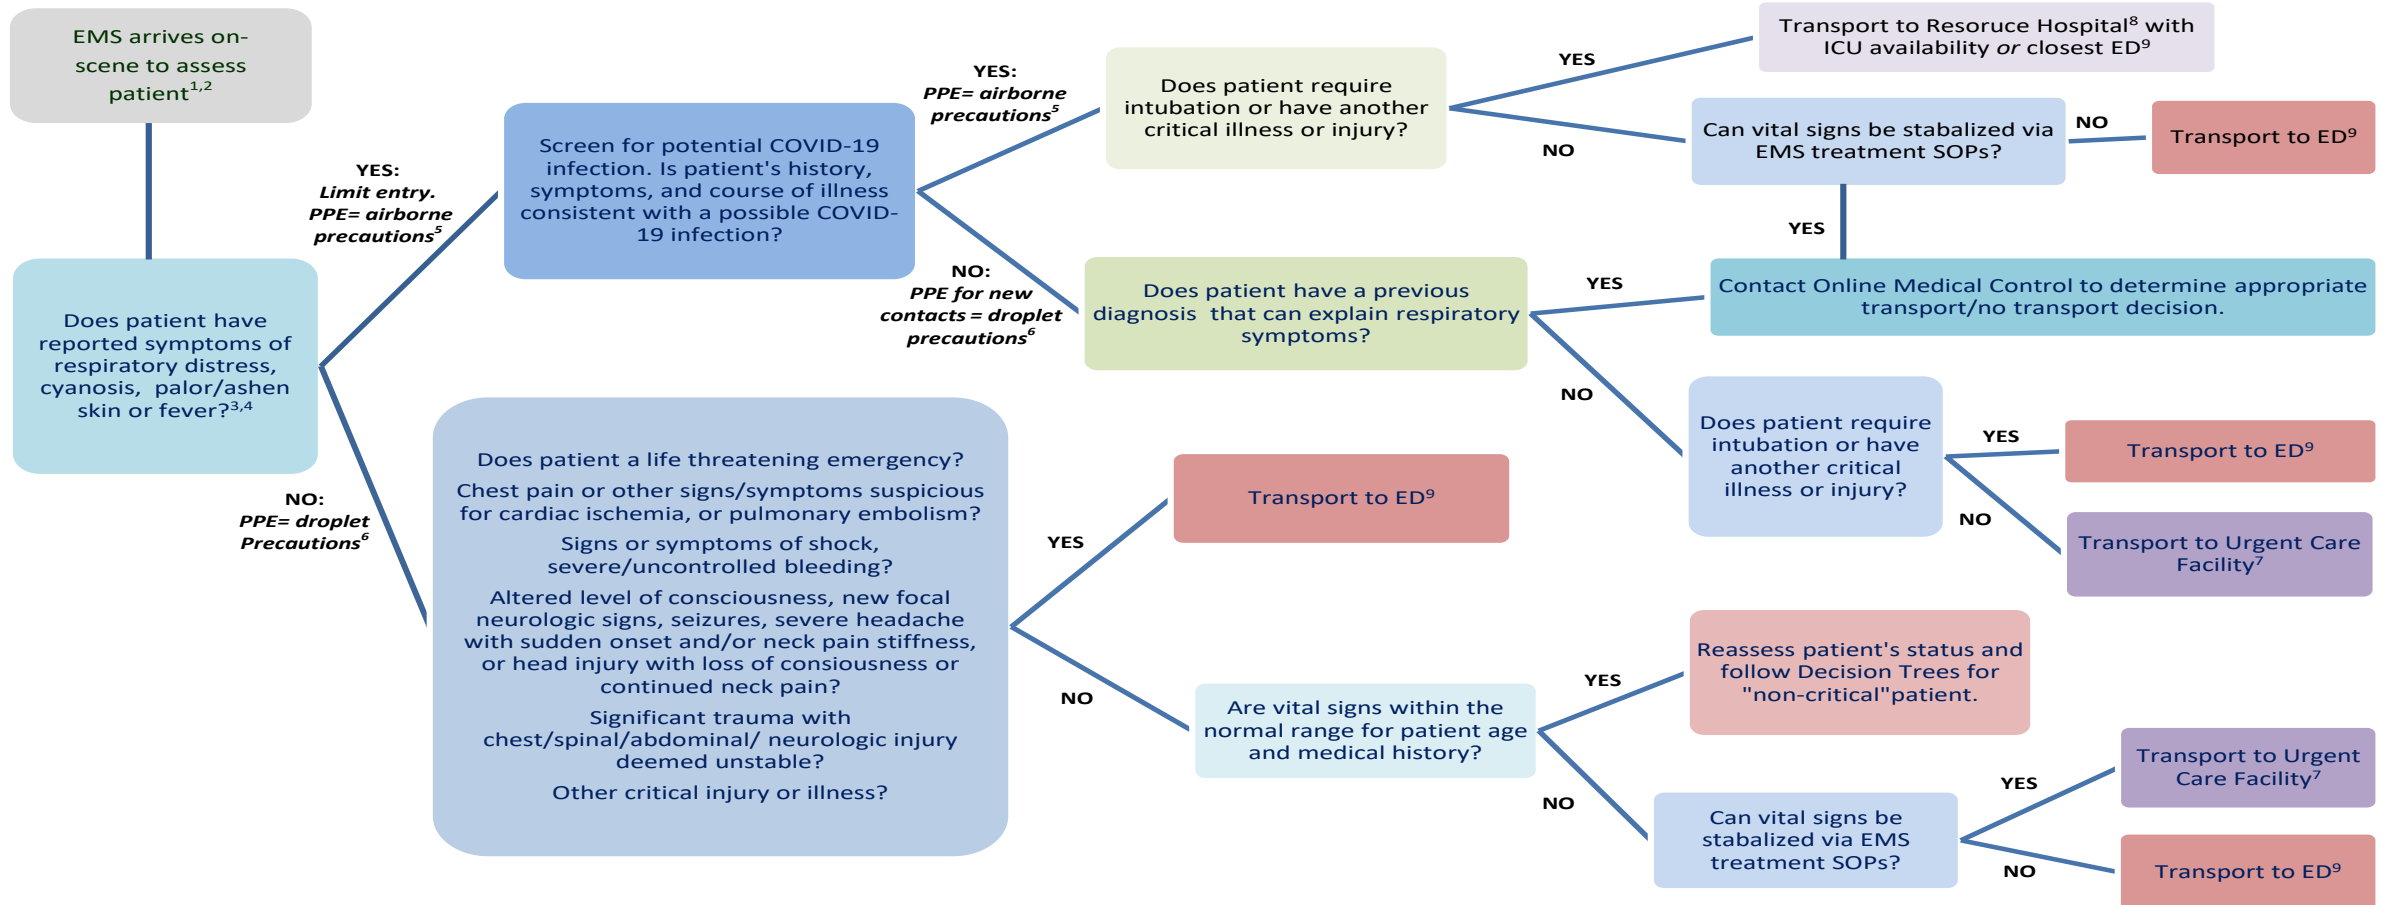 EMS arrives on-
scene to assess
patient1,2
Does patient have
reported symptoms of
respiratory distress,
cyanosis, palor/ashen
skin or fever?3,4
YES:
Limit entry.
PPE= airborne
precautions5
NO:
PPE= droplet
Precautions6
Screen for potential COVID-19
infection. Is patient's history,
symptoms, and course of illness
consistent with a possible COVID-
19 infection?
YES:
PPE= airborne
precautions5
NO:
PPE for new
contacts = droplet
precautions6
Does patient require
intubation or have another
critical illness or injury?
YES
Transport to Resoruce Hospital8 with
ICU availability or closest ED9
NO
Can vital signs be stabalized via
EMS treatment SOPs?
NO
Transport to ED9
YES
Does patient have a previous
diagnosis that can explain respiratory
symptoms?
YES
Contact Online Medical Control to determine appropriate
transport/no transport decision.
NO
Does patient require
intubation or have
another critical
illness or injury?
YES
Transport to ED9
NO
Transport to Urgent Care
Facility7
Does patient a life threatening emergency?
Chest pain or other signs/symptoms suspicious
for cardiac ischemia, or pulmonary embolism?
Signs or symptoms of shock,
severe/uncontrolled bleeding?
Altered level of consciousness, new focal
neurologic signs, seizures, severe headache
with sudden onset and/or neck pain stiffness,
or head injury with loss of consiousness or
continued neck pain?
Significant trauma with
chest/spinal/abdominal/ neurologic injury
deemed unstable?
Other critical injury or illness?
YES
Transport to ED9
NO
Are vital signs within the
normal range for patient age
and medical history?
YES
Reassess patient's status and
follow Decision Trees for
"non-critical"patient.
NO
Can vital signs be
stabalized via EMS
treatment SOPs?
YES
Transport to Urgent
Care Facility7
NO
Transport to ED9